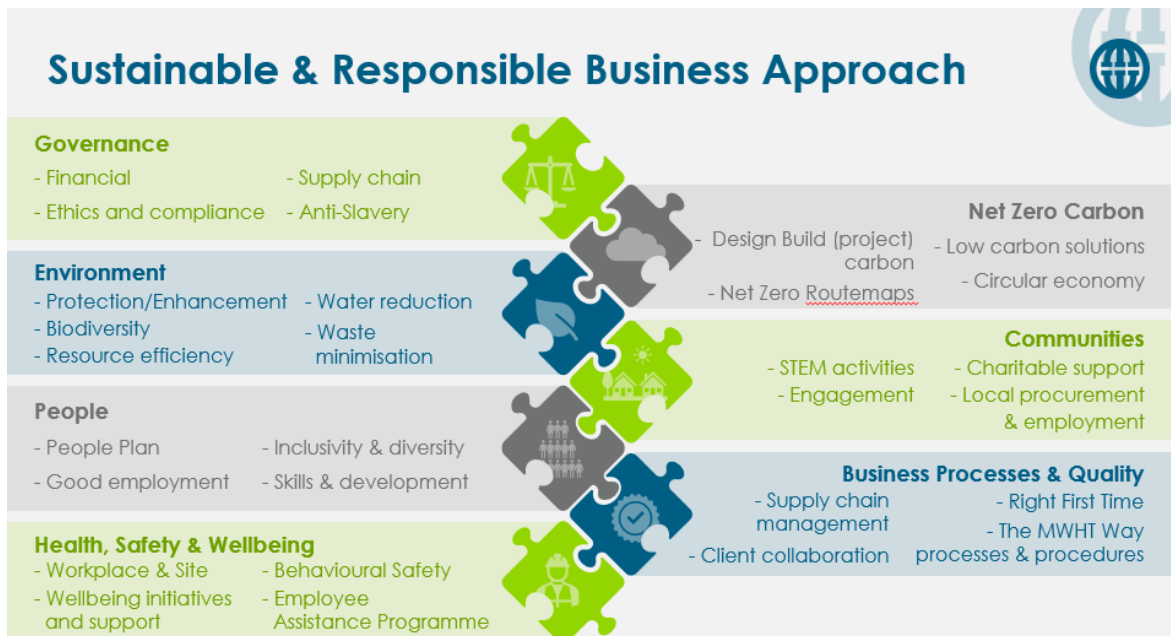 Sustainable & Responsible Business Approach
Governance
- Financial
- Supply chain
- Ethics and compliance
- Anti-Slavery
Net Zero Carbon
- Design Build (project)
carbon
- Low carbon solutions
- Net Zero Routemaps
- Circular economy
Environment
- Protection/Enhancement
- Biodiversity
- Resource efficiency
- Water reduction
- Waste
minimisation
Communities
- STEM activities
- Engagement
- Charitable support
- Local procurement
& employment
People
- People Plan
- Good employment
- Inclusivity & diversity
- Skills & development
Business Processes & Quality
- Supply chain
management
- Client collaboration
- Right First Time
- The MWHT Way
processes & procedures
Health, Safety & Wellbeing
- Workplace & Site
- Wellbeing initiatives
and support
- Behavioural Safety
- Employee
Assistance Programme